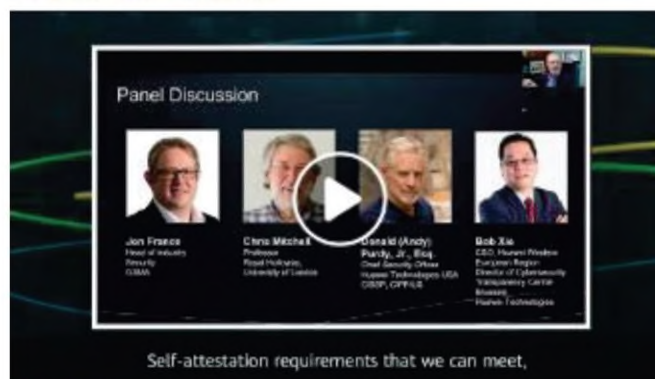 Panel Discussion
Jon France
Head of Industry
Security
GSMA
Chris Mitchell
Professor
Royal Holloway,
University of London
Donald (Andy)
Purdy, Jr., Esq.
Chief Security Officer
Huawei Technologies USA
CISSP, CIPP/US
Bob Xie
CSO, Huawei Western
European Region
Director of Cybersecurity
Transparency Center
Brussels,
Huawei Technologies
Self-attestation requirements that we can meet,